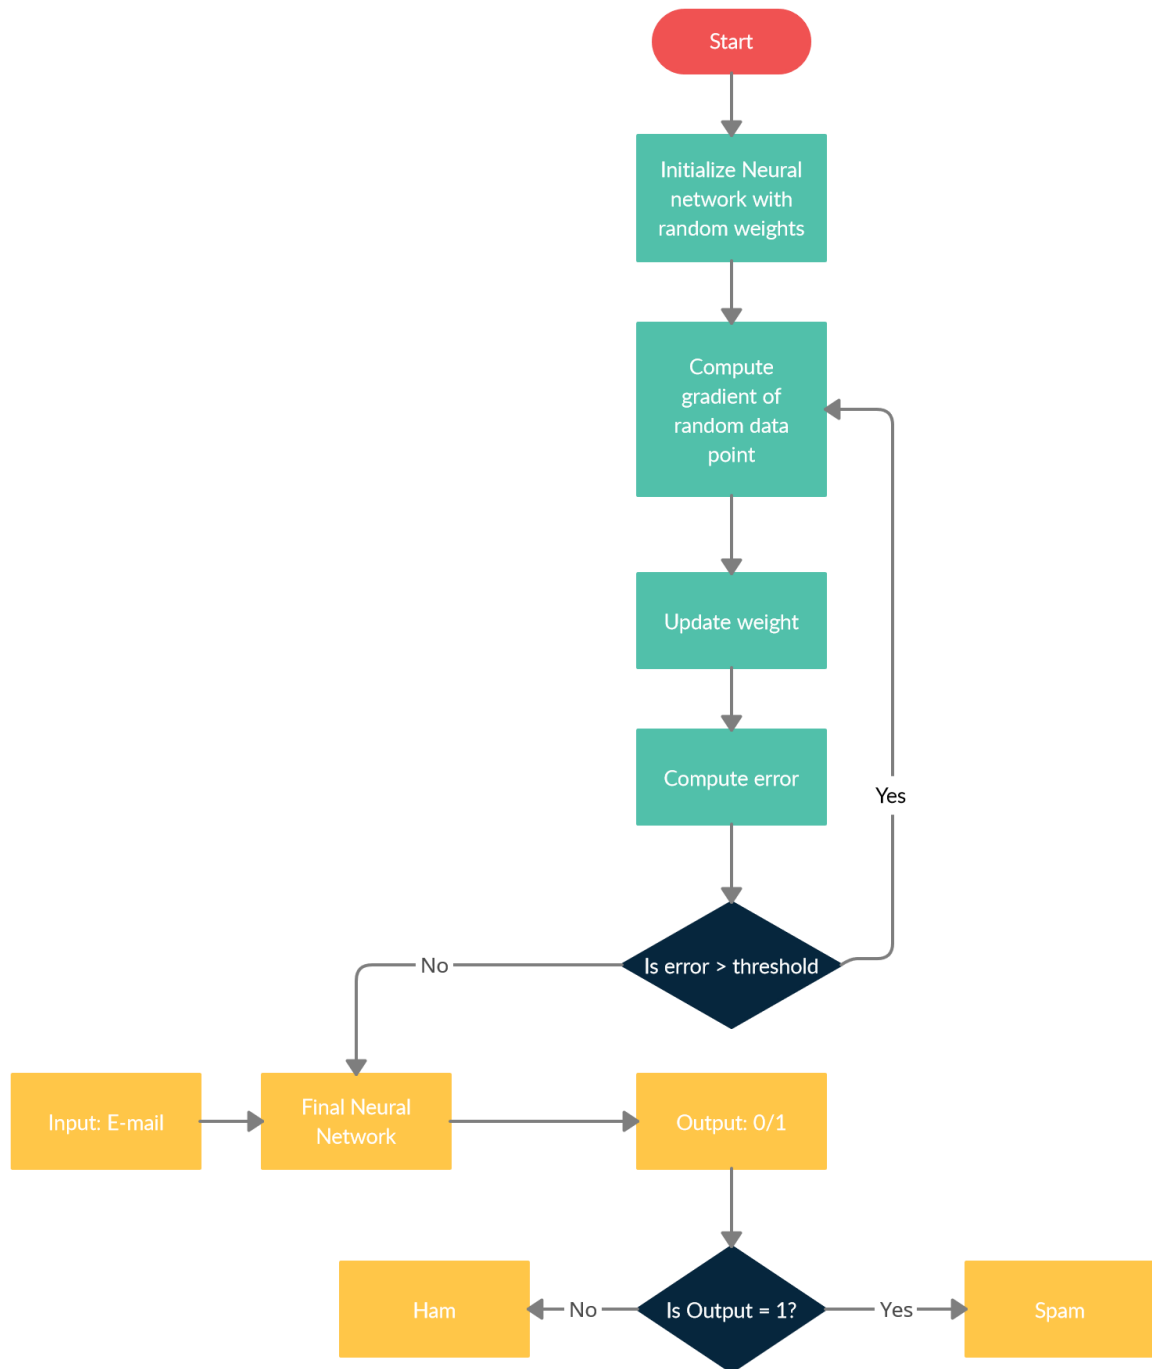 Start
Initialize Neural
network with
random weights
Compute
gradient of
random data
point
Update weight
Compute error
Yes
Is error > threshold
No
Input: E-mail
Final Neural
Network
Output: 0/1
Ham
No
Is Output = 1?
Yes
Spam